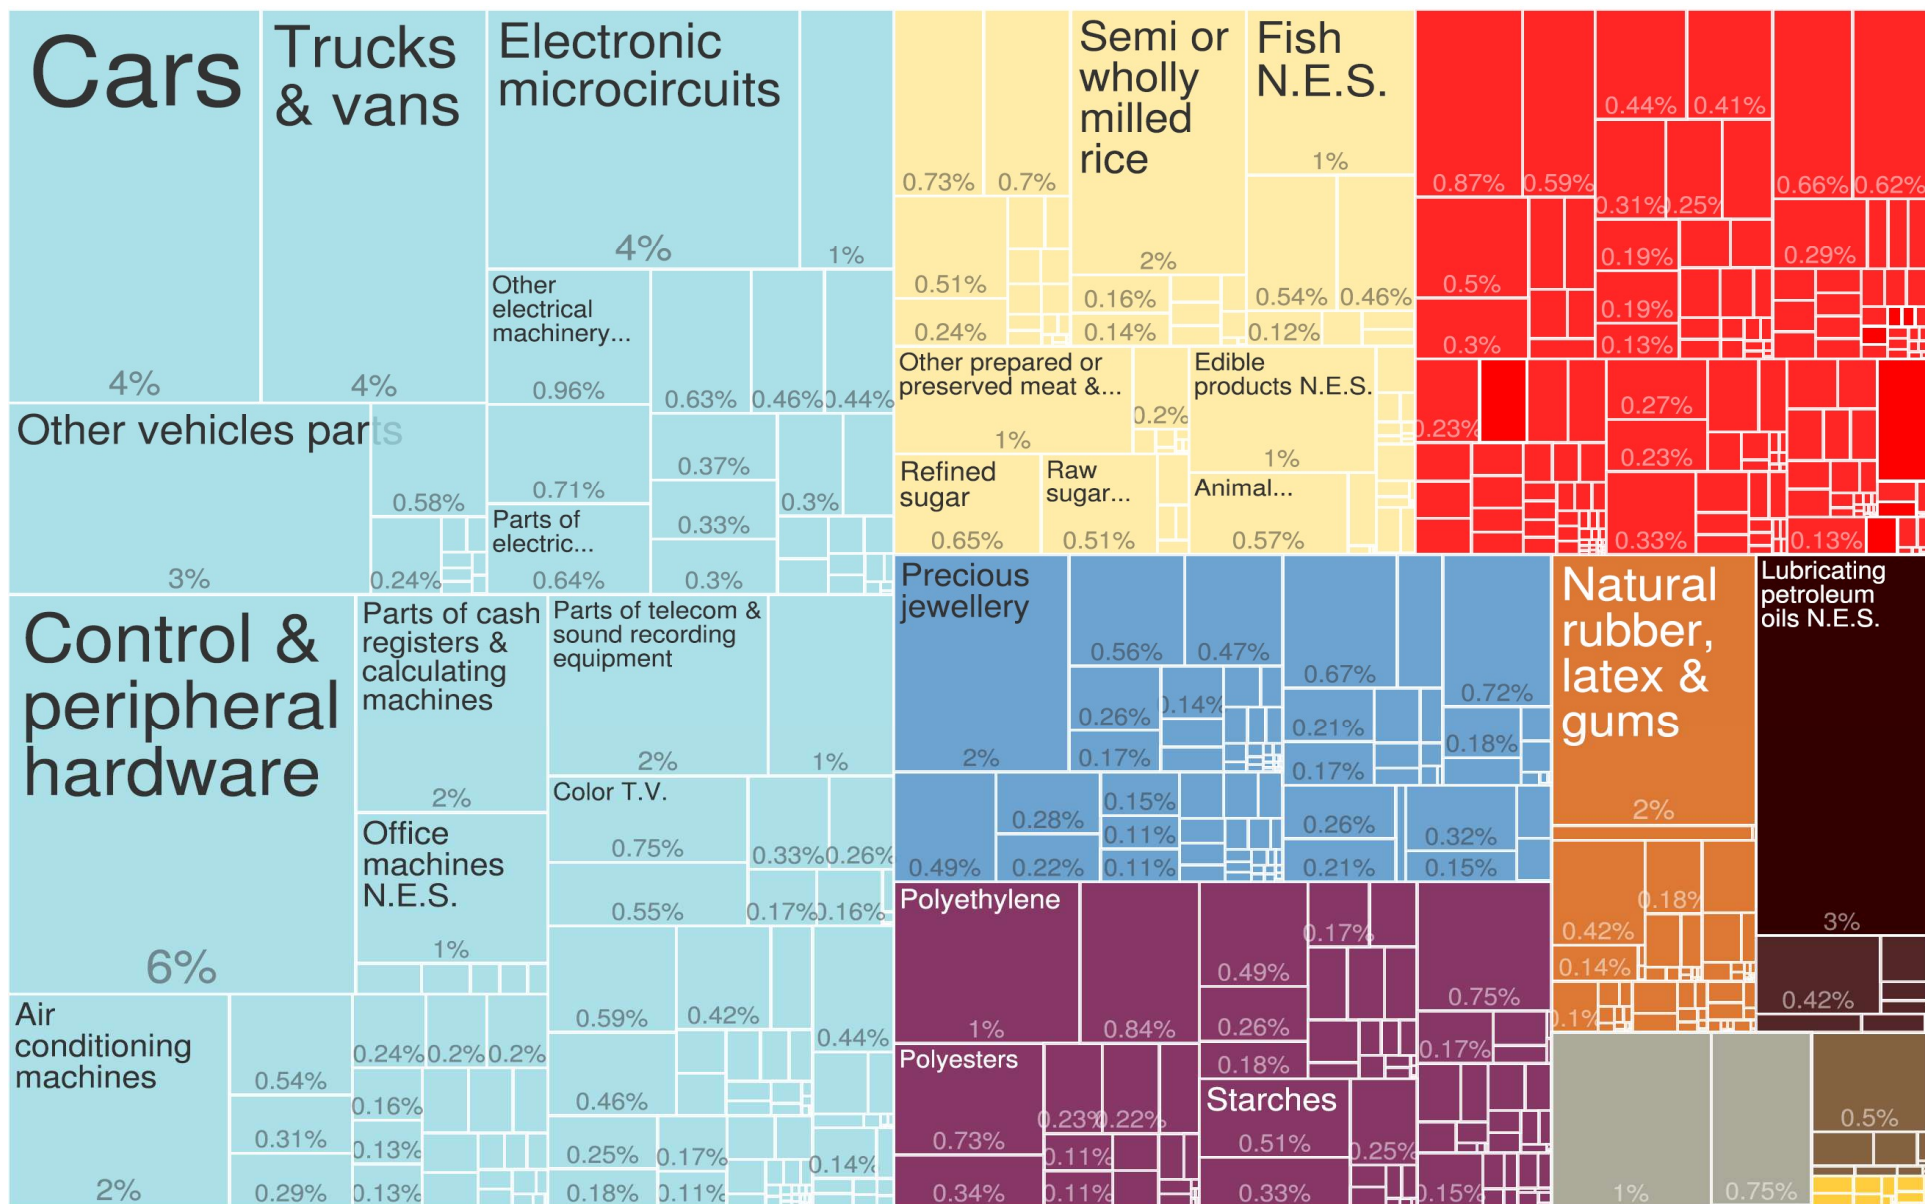 Cars
4%
Trucks
& vans
4%
Electronic
microcircuits
4%
1%
Other vehicles parts
3%
0.58%
0.24%
Other
electrical
machinery...
0.96%
0.63%
0.46%
0.44%
0.71%
Parts of
electric...
0.64%
0.37%
0.33%
0.3%
0.3%
Control &
peripheral
hardware
6%
Parts of cash
registers &
calculating
machines
2%
Office
machines
N.E.S.
1%
Parts of telecom &
sound recording
equipment
2%
1%
Color T.V.
0.75%
0.33%
0.26%
0.55%
0.17%
0.16%
Air
conditioning
machines
2%
0.54%
0.31%
0.29%
0.24%
0.2%
0.2%
0.16%
0.13%
0.13%
0.59%
0.42%
0.44%
0.46%
0.25%
0.17%
0.18%
0.11%
0.14%
0.73%
0.7%
0.51%
0.24%
Semi or
wholly
milled
rice
2%
0.16%
0.14%
Fish
N.E.S.
1%
0.54%
0.46%
0.12%
Other prepared or
preserved meat &...
1%
0.2%
Edible
products N.E.S.
1%
Refined
sugar
0.65%
Raw
sugar...
0.51%
Animal...
0.57%
0.87%
0.59%
0.44%
0.41%
0.66%
0.62%
0.31%
0.25%
0.5%
0.19%
0.29%
0.3%
0.19%
0.13%
0.23%
0.27%
0.23%
0.33%
0.13%
Precious
jewellery
2%
0.56%
0.47%
0.26%
0.14%
0.17%
0.67%
0.72%
0.21%
0.18%
0.17%
0.49%
0.28%
0.22%
0.15%
0.11%
0.11%
0.26%
0.21%
0.32%
0.15%
Polyethylene
1%
0.84%
0.49%
0.17%
0.26%
0.18%
0.75%
0.17%
Polyesters
0.73%
0.34%
0.23%
0.22%
0.11%
0.11%
Starches
0.51%
0.25%
0.33%
0.15%
Natural
rubber,
latex &
gums
2%
0.42%
0.18%
0.14%
0.1%
Lubricating
petroleum
oils N.E.S.
3%
0.42%
1%
0.75%
0.5%